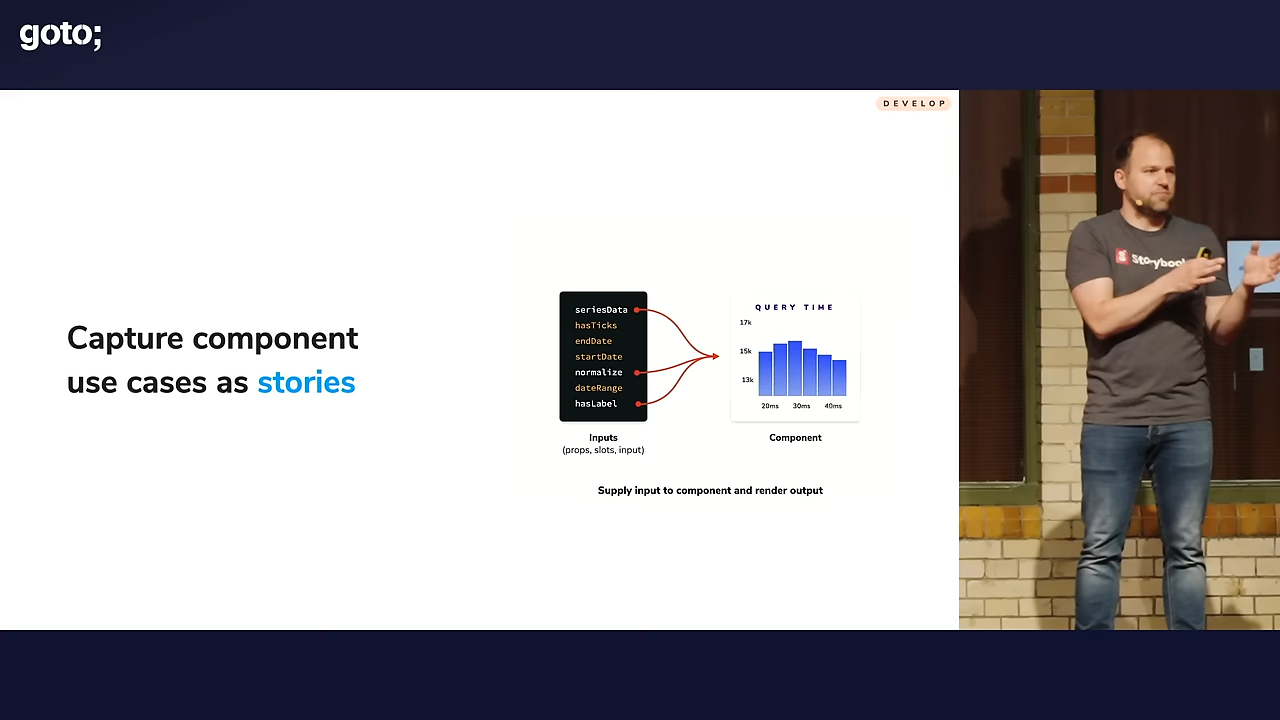 goto;
DEVELOP
Capture component
use cases as stories
seriesData
hasTicks
endDate
startDate
normalize
dateRange
hasLabel
Inputs
(props, slots, input)
QUERY TIME
17k
15k
13k
20ms
30ms
40ms
Component
Supply input to component and render output
S Storybook